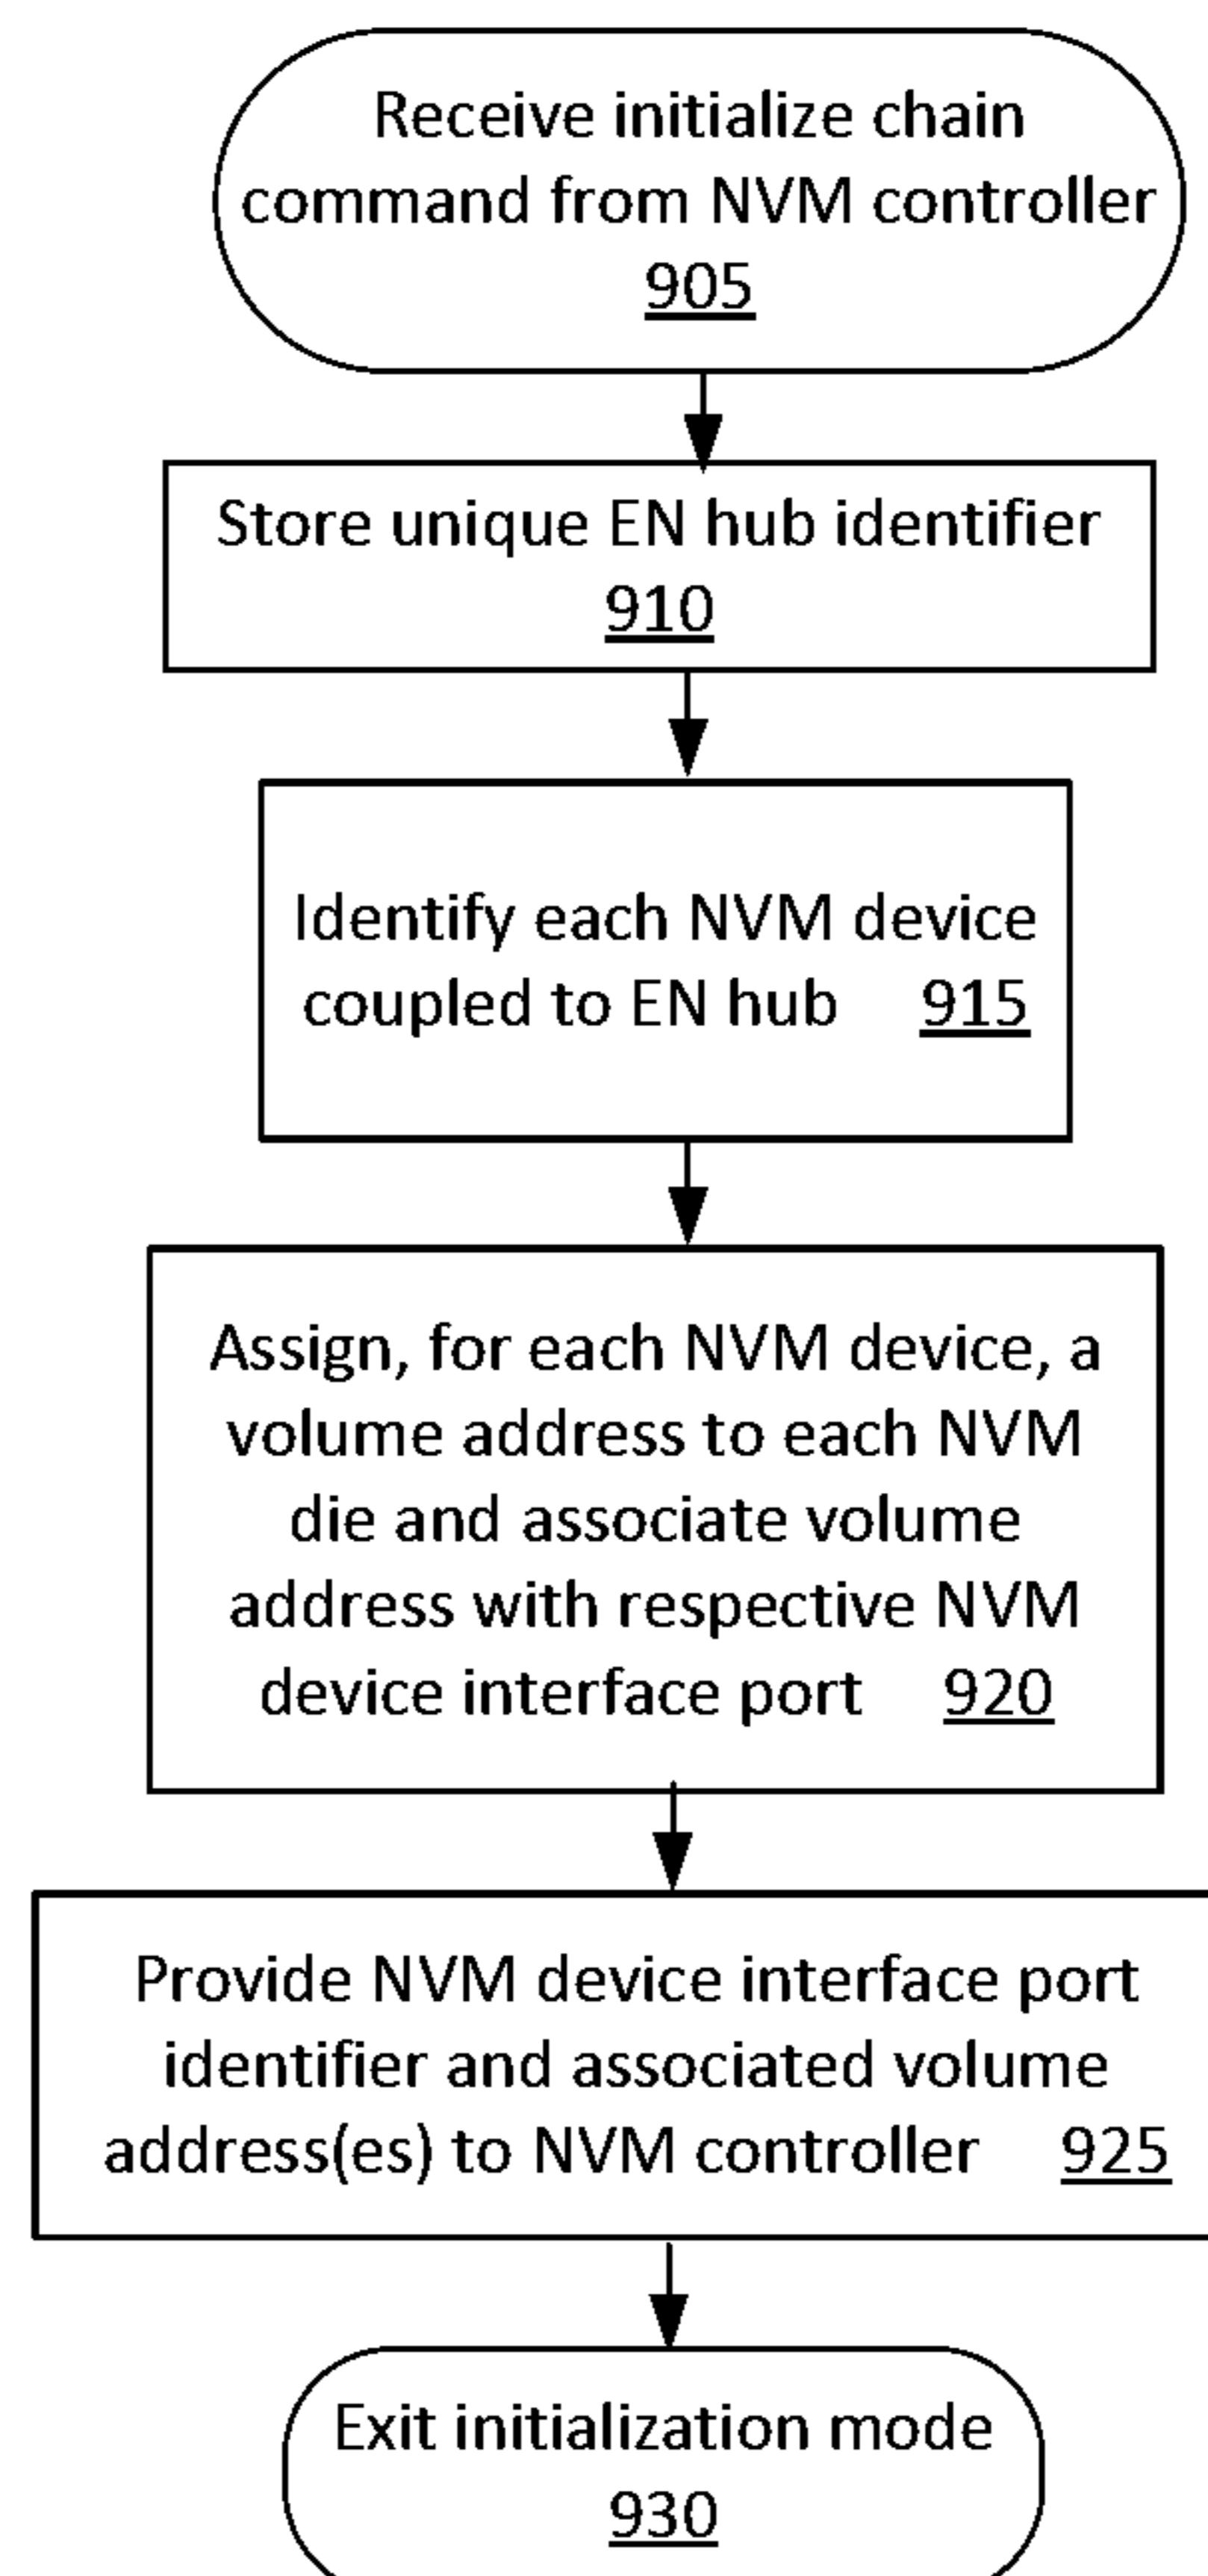 Receive initialize chain
command from NVM controller
905
Store unique EN hub identifier
910
Identify each NVM device
coupled to EN hub 915
Assign, for each NVM device, a
volume address to each NVM
die and associate volume
address with respective NVM
device interface port 920
Provide NVM device interface port
identifier and associated volume
address(es) to NVM controller 925
Exit initialization mode
930